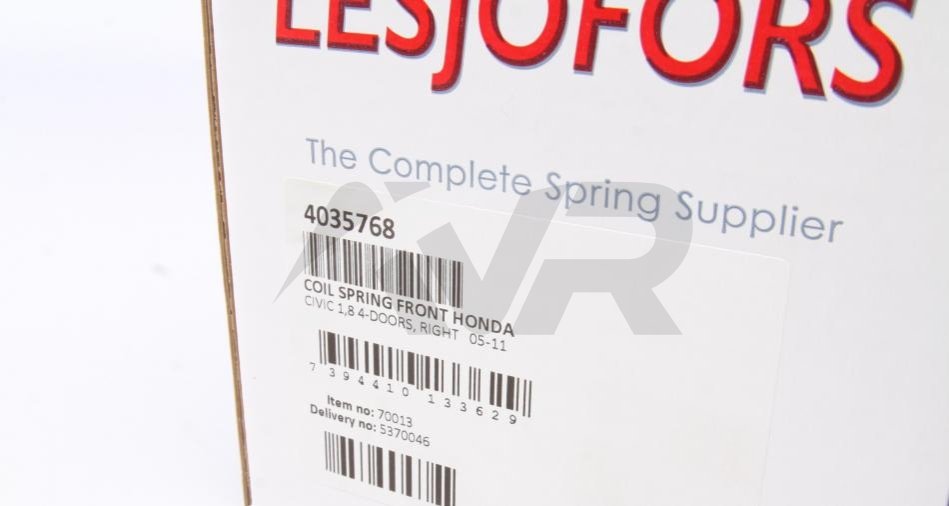 LESJOFORS
The Complete Spring Supplier
4035768
COIL SPRING FRONT HONDA
CIVIC 1,8 4-DOORS, RIGHT 05-11
7 394410 133629
Item no: 70013
Delivery no: 5370046
VR